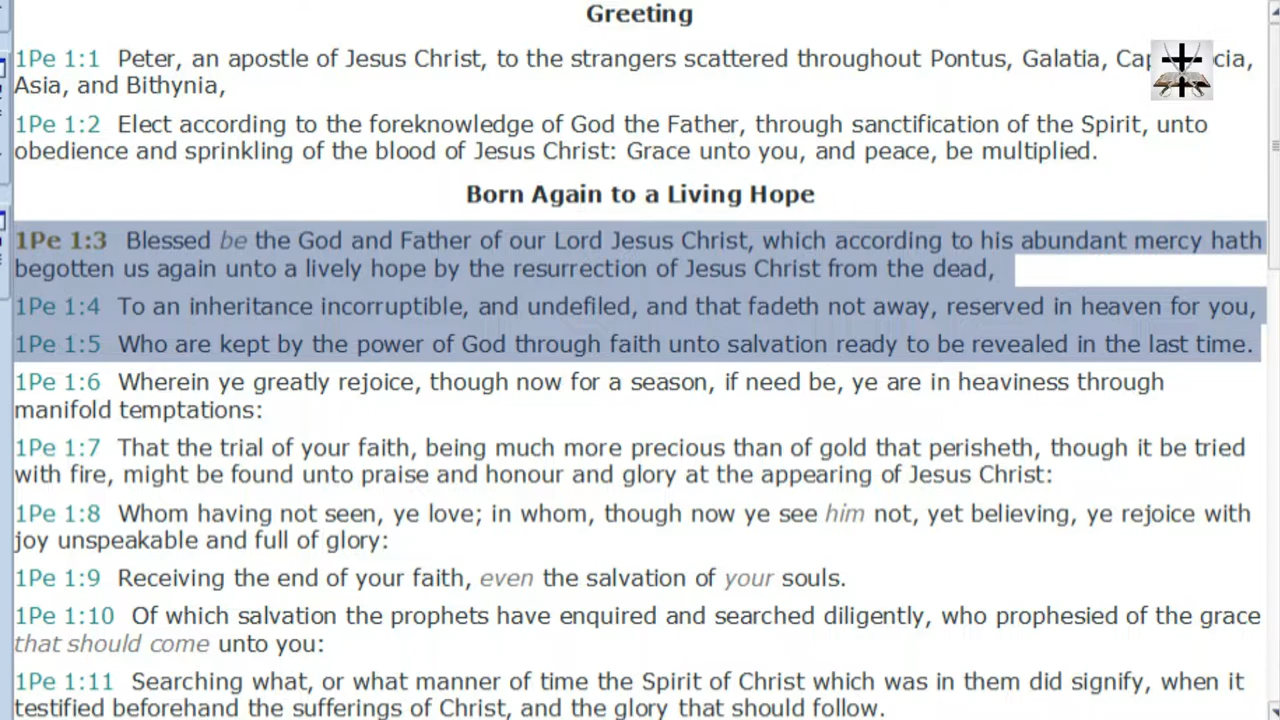 Greeting
1Pe 1:1 Peter, an apostle of Jesus Christ, to the strangers scattered throughout Pontus, Galatia,
Asia, and Bithynia,
1Pe 1:2 Elect according to the foreknowledge of God the Father, through sanctification of the Spirit, unto
obedience and sprinkling of the blood of Jesus Christ: Grace unto you, and peace, be multiplied.
Born Again to a Living Hope
1Pe 1:3 Blessed be the God and Father of our Lord Jesus Christ, which according to his abundant mercy hath
begotten us again unto a lively hope by the resurrection of Jesus Christ from the dead,
1Pe 1:4 To an inheritance incorruptible, and undefiled, and that fadeth not away, reserved in heaven for you,
1Pe 1:5 Who are kept by the power of God through faith unto salvation ready to be revealed in the last time.
1Pe 1:6 Wherein ye greatly rejoice, though now for a season, if need be, ye are in heaviness through
manifold temptations:
1Pe 1:7 That the trial of your faith, being much more precious than of gold that perisheth, though it be tried
with fire, might be found unto praise and honour and glory at the appearing of Jesus Christ:
1Pe 1:8 Whom having not seen, ye love; in whom, though now ye see him not, yet believing, ye rejoice with
joy unspeakable and full of glory:
1Pe 1:9 Receiving the end of your faith, even the salvation of your souls.
1Pe 1:10 Of which salvation the prophets have enquired and searched diligently, who prophesied of the grace
that should come unto you:
1Pe 1:11 Searching what, or what manner of time the Spirit of Christ which was in them did signify, when it
testified beforehand the sufferings of Christ, and the glory that should follow.